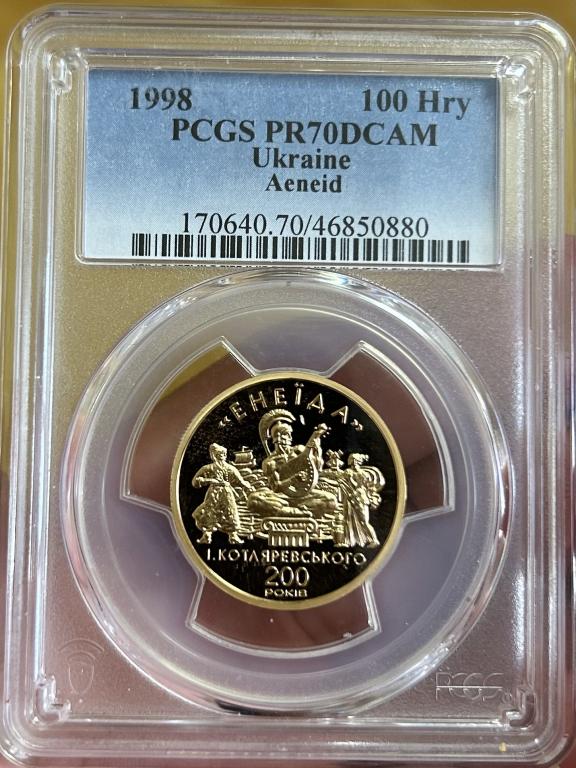 1998 100 Hry
PCGS PR70DCAM
Ukraine
Aeneid
170640.70/46850880
«ЕНЕЇДА»
І. КОТЛЯРЕВСЬКОГО
200
РОКІВ
PCGS